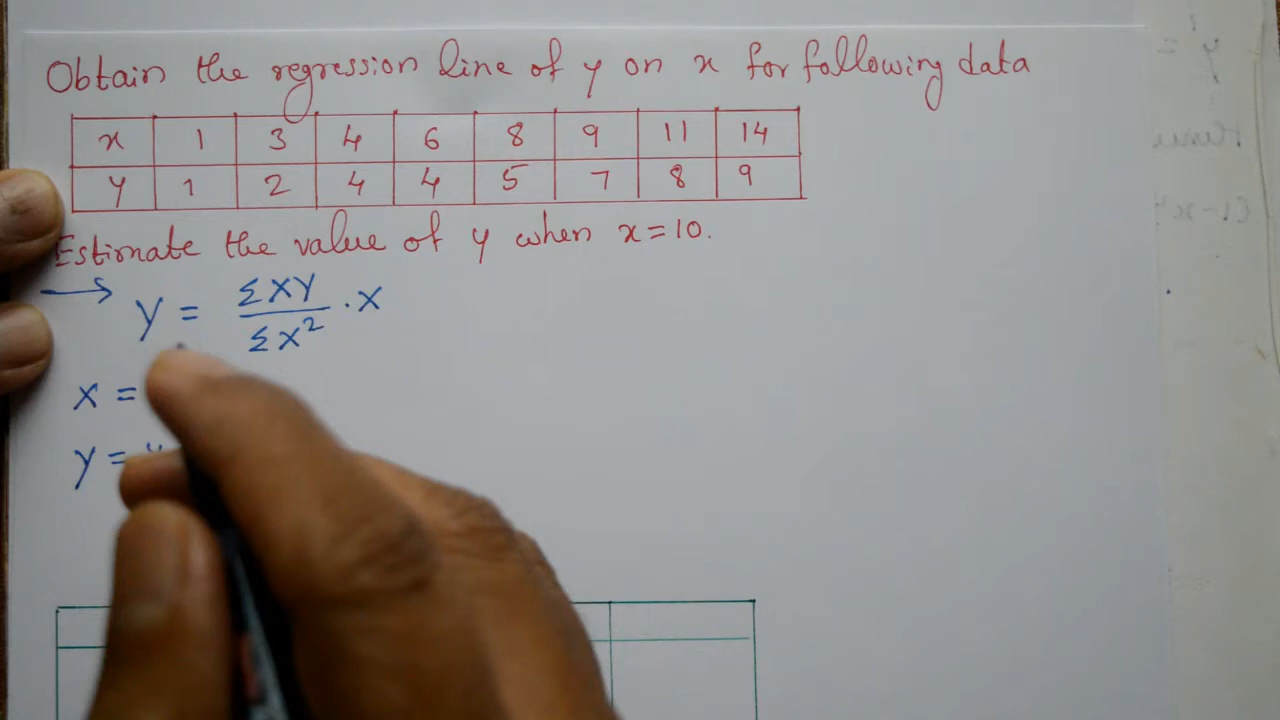 Obtain the regression line of y on x for following data
x 1 3 4 6 8 9 11 14
y 1 2 4 4 5 7 8 9
Estimate the value of y when x=10.
→ Y = ΣXY / ΣX² · X
X =
Y =